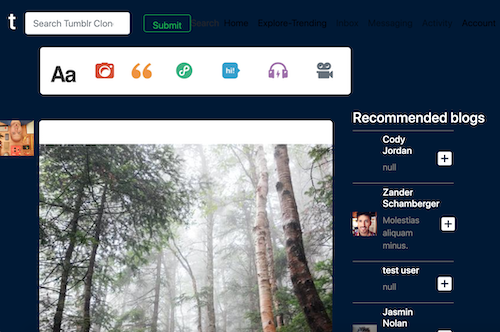 t Search Tumblr Clon Submit Search Home Explore-Trending Inbox Messaging Activity Account
Aa hi!
Recommended blogs
Cody
Jordan
null
Zander
Schamberger
Molestias
aliquam
minus.
test user
null
Jasmin
Nolan